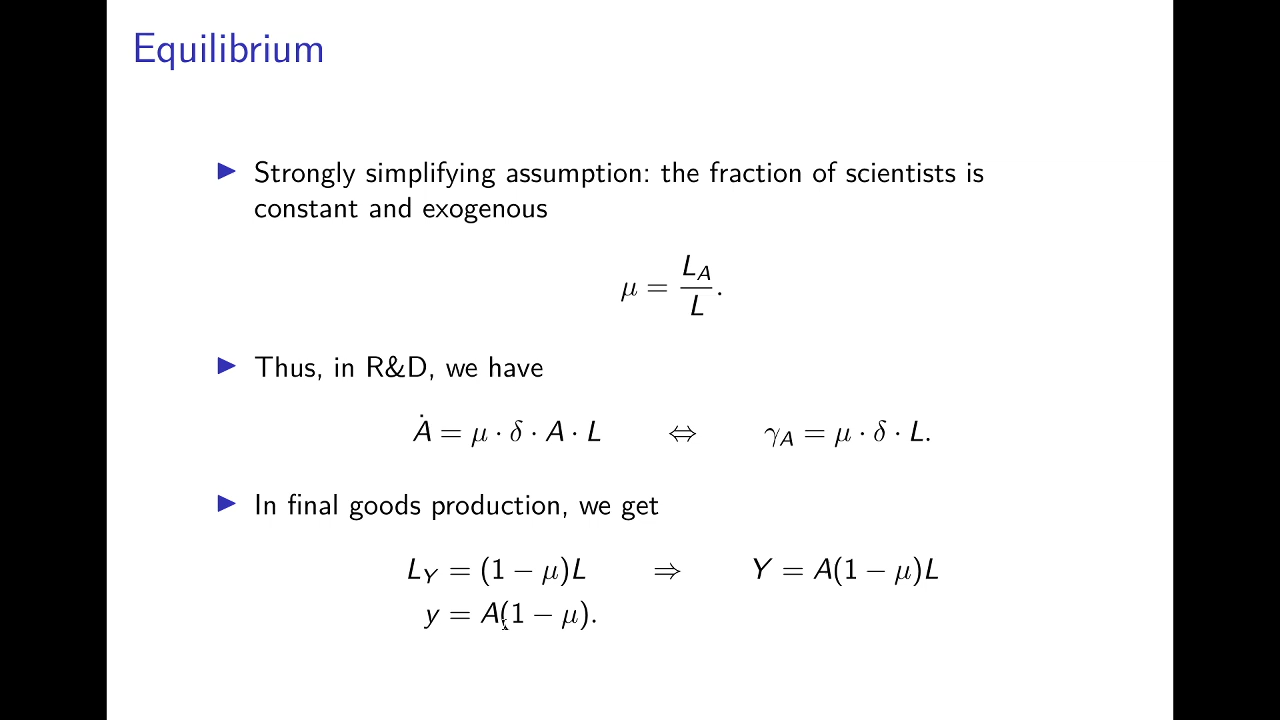 Equilibrium
▶ Strongly simplifying assumption: the fraction of scientists is
constant and exogenous
μ = L_A / L.
▶ Thus, in R&D, we have
Ȧ = μ · δ · A · L ⇔ γ_A = μ · δ · L.
▶ In final goods production, we get
L_Y = (1 − μ)L ⇒ Y = A(1 − μ)L
y = A(1 − μ).